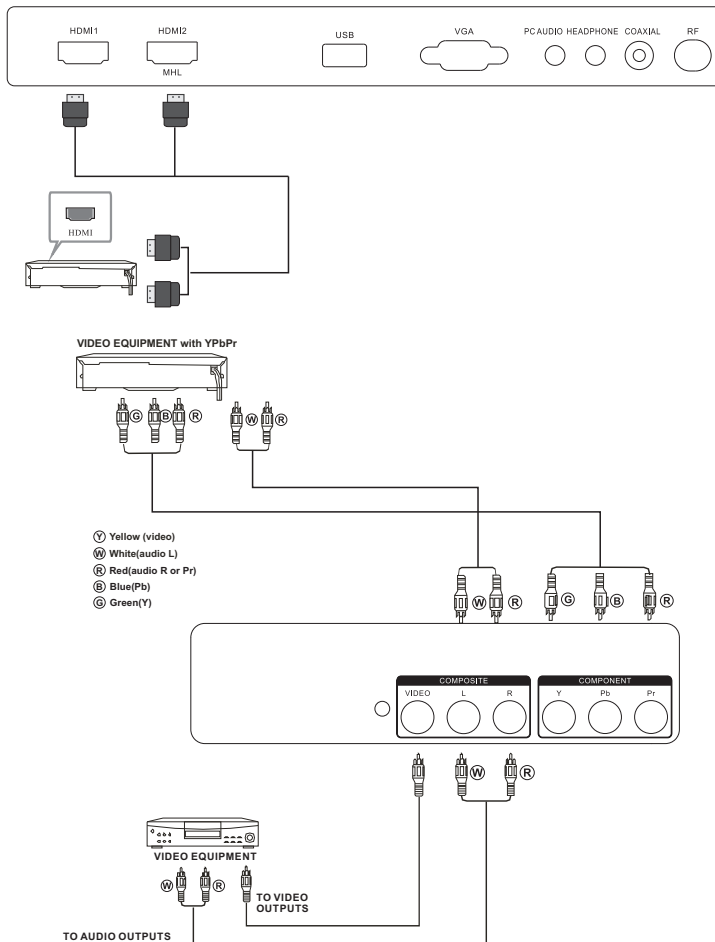 HDMI1 HDMI2 USB VGA PC AUDIO HEADPHONE COAXIAL RF
MHL
HDMI
VIDEO EQUIPMENT with YPbPr
G B R W R
Y Yellow (video)
W White(audio L)
R Red(audio R or Pr)
B Blue(Pb)
G Green(Y)
W R G B R
COMPOSITE COMPONENT
VIDEO L R Y Pb Pr
W R
VIDEO EQUIPMENT
W R
TO VIDEO
OUTPUTS
TO AUDIO OUTPUTS